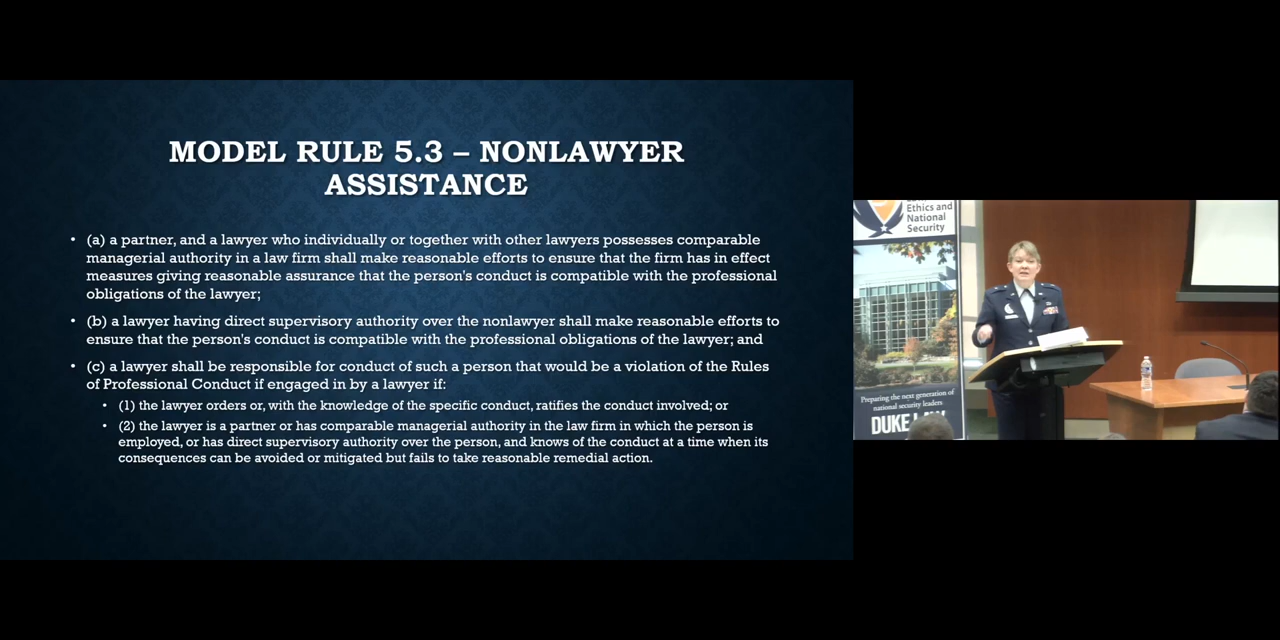 MODEL RULE 5.3 – NONLAWYER
ASSISTANCE
• (a) a partner, and a lawyer who individually or together with other lawyers possesses comparable
managerial authority in a law firm shall make reasonable efforts to ensure that the firm has in effect
measures giving reasonable assurance that the person's conduct is compatible with the professional
obligations of the lawyer;
• (b) a lawyer having direct supervisory authority over the nonlawyer shall make reasonable efforts to
ensure that the person's conduct is compatible with the professional obligations of the lawyer; and
• (c) a lawyer shall be responsible for conduct of such a person that would be a violation of the Rules
of Professional Conduct if engaged in by a lawyer if:
• (1) the lawyer orders or, with the knowledge of the specific conduct, ratifies the conduct involved; or
• (2) the lawyer is a partner or has comparable managerial authority in the law firm in which the person is
employed, or has direct supervisory authority over the person, and knows of the conduct at a time when its
consequences can be avoided or mitigated but fails to take reasonable remedial action.
Ethics and
National
Security
Preparing the next generation of
national security leaders
DUKE LAW